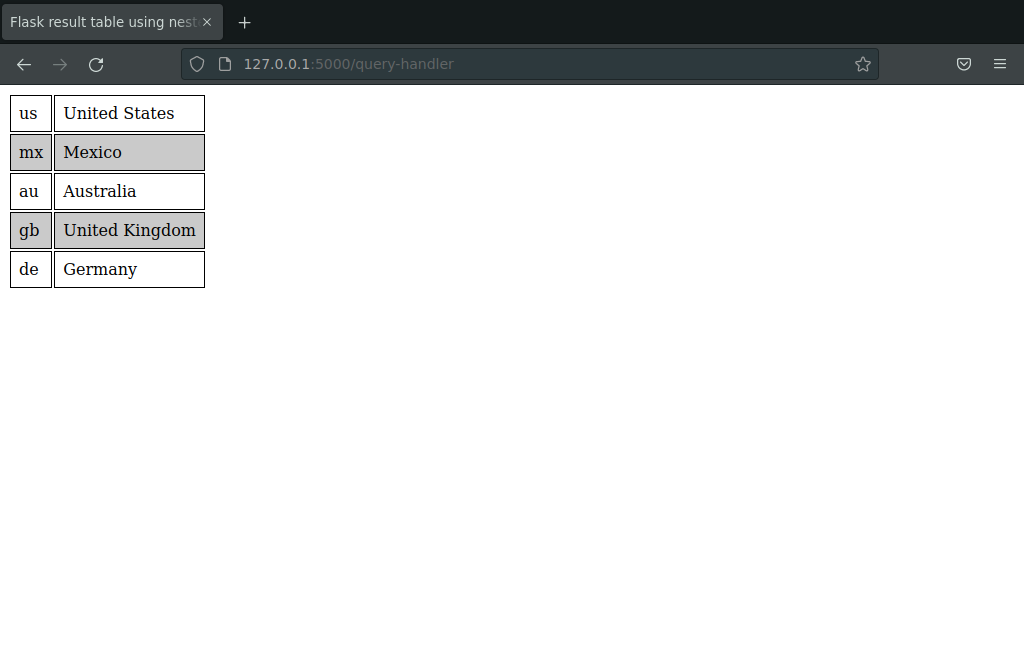 Flask result table using nest
127.0.0.1:5000/query-handler
us United States
mx Mexico
au Australia
gb United Kingdom
de Germany